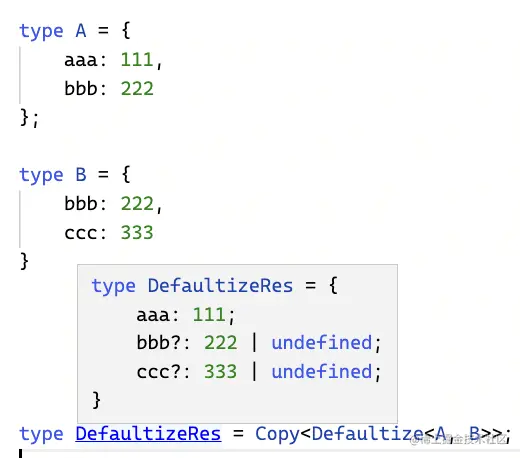 type A = {
    aaa: 111,
    bbb: 222
};
type B = {
    bbb: 222,
    ccc: 333
}
type DefaultizeRes = {
    aaa: 111;
    bbb?: 222 | undefined;
    ccc?: 333 | undefined;
}
type DefaultizeRes = Copy<Defaultize<A, B>>;
@稀土掘金技术社区